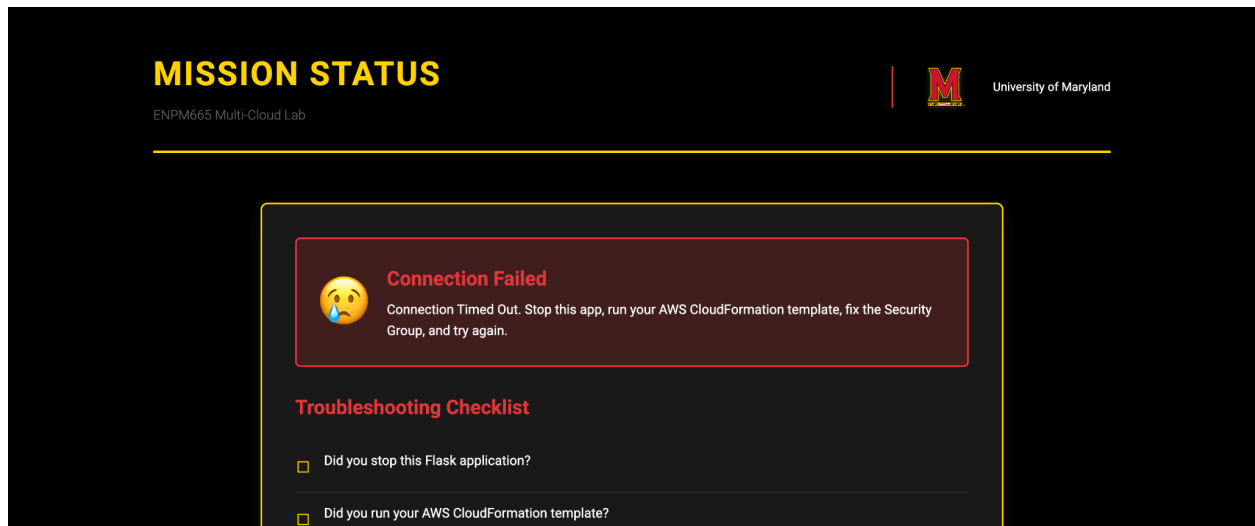 MISSION STATUS
ENPM665 Multi-Cloud Lab
M
University of Maryland
Connection Failed
Connection Timed Out. Stop this app, run your AWS CloudFormation template, fix the Security
Group, and try again.
Troubleshooting Checklist
Did you stop this Flask application?
Did you run your AWS CloudFormation template?